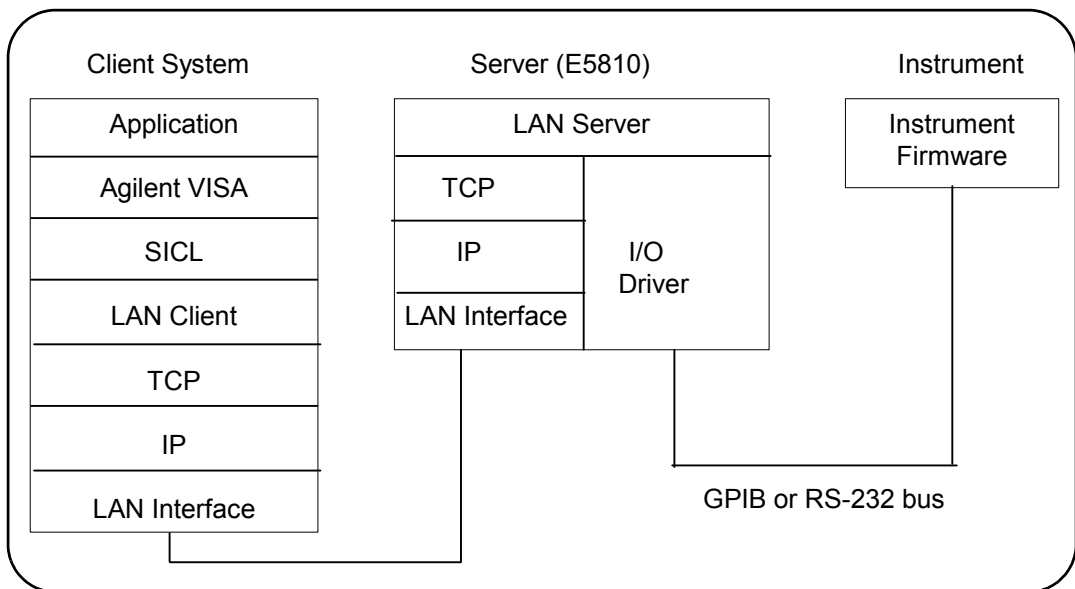 Client System
Application
Agilent VISA
SICL
LAN Client
TCP
IP
LAN Interface
Server (E5810)
LAN Server
TCP
IP
LAN Interface
I/O
Driver
Instrument
Instrument
Firmware
GPIB or RS-232 bus